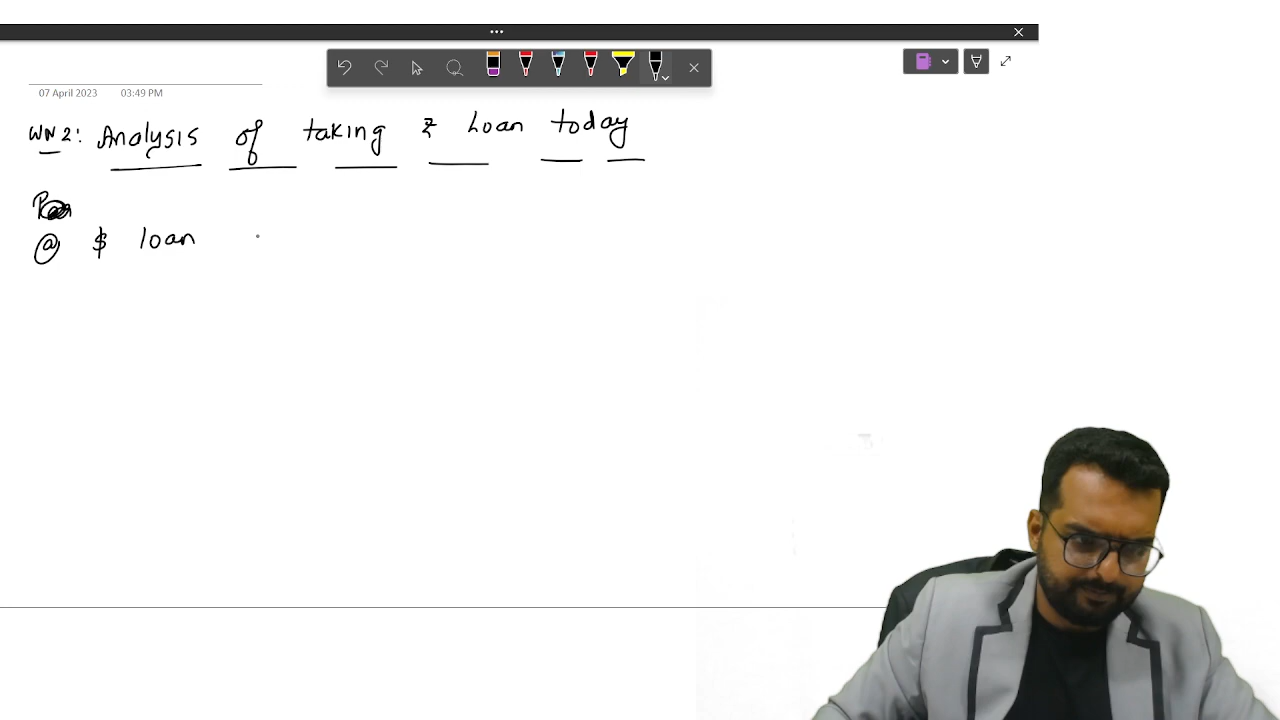 07 April 2023 03:49 PM
WN 2: Analysis of taking ₹ Loan today
@ $ loan